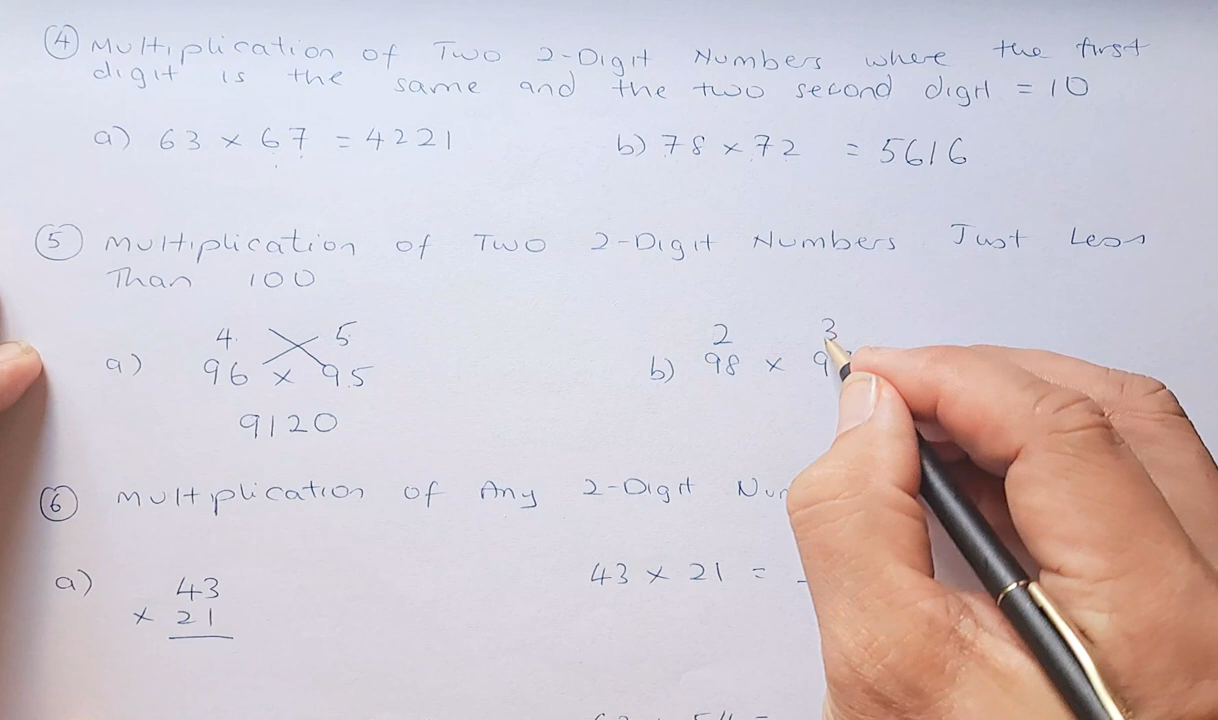 4 Multiplication of Two 2-Digit Numbers where the first
digit is the same and the two second digit = 10
a) 63 x 67 = 4221 b) 78 x 72 = 5616
5 Multiplication of Two 2-Digit Numbers Just Less
Than 100
4 5 2 3
a) 96 x 95 b) 98 x 9
9120
6 Multiplication of Any 2-Digit
a) 43 43 x 21 =
x 21